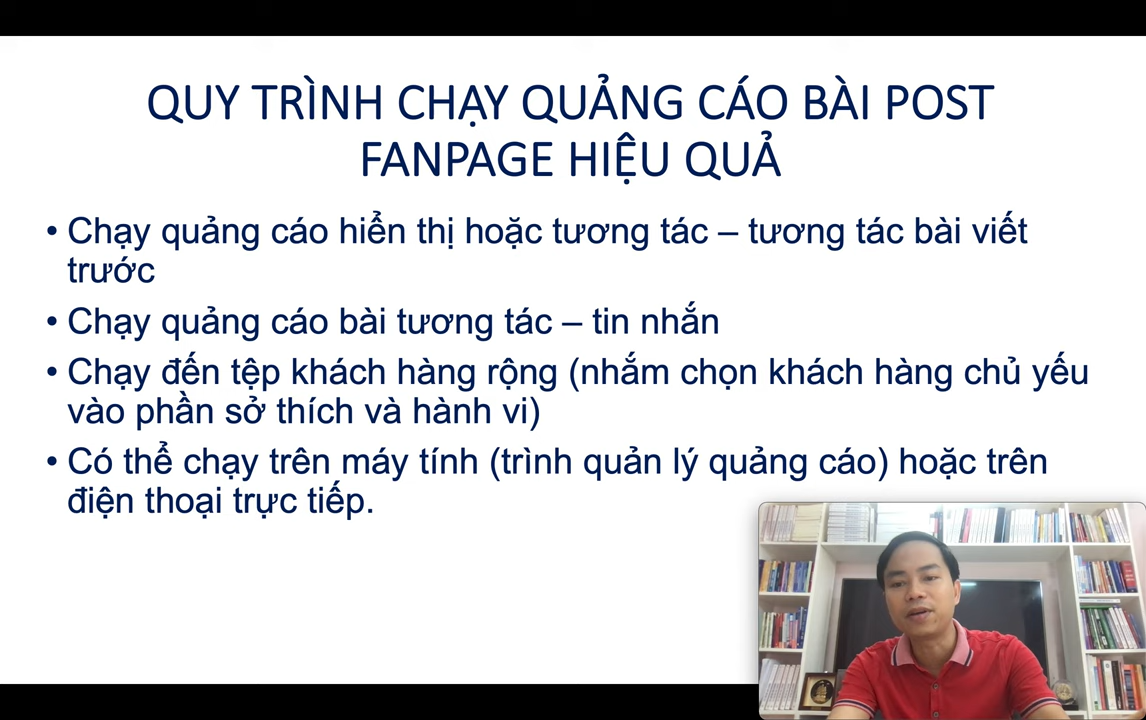 QUY TRÌNH CHẠY QUẢNG CÁO BÀI POST
FANPAGE HIỆU QUẢ
• Chạy quảng cáo hiển thị hoặc tương tác – tương tác bài viết
trước
• Chạy quảng cáo bài tương tác – tin nhắn
• Chạy đến tệp khách hàng rộng (nhắm chọn khách hàng chủ yếu
vào phần sở thích và hành vi)
• Có thể chạy trên máy tính (trình quản lý quảng cáo) hoặc trên
điện thoại trực tiếp.